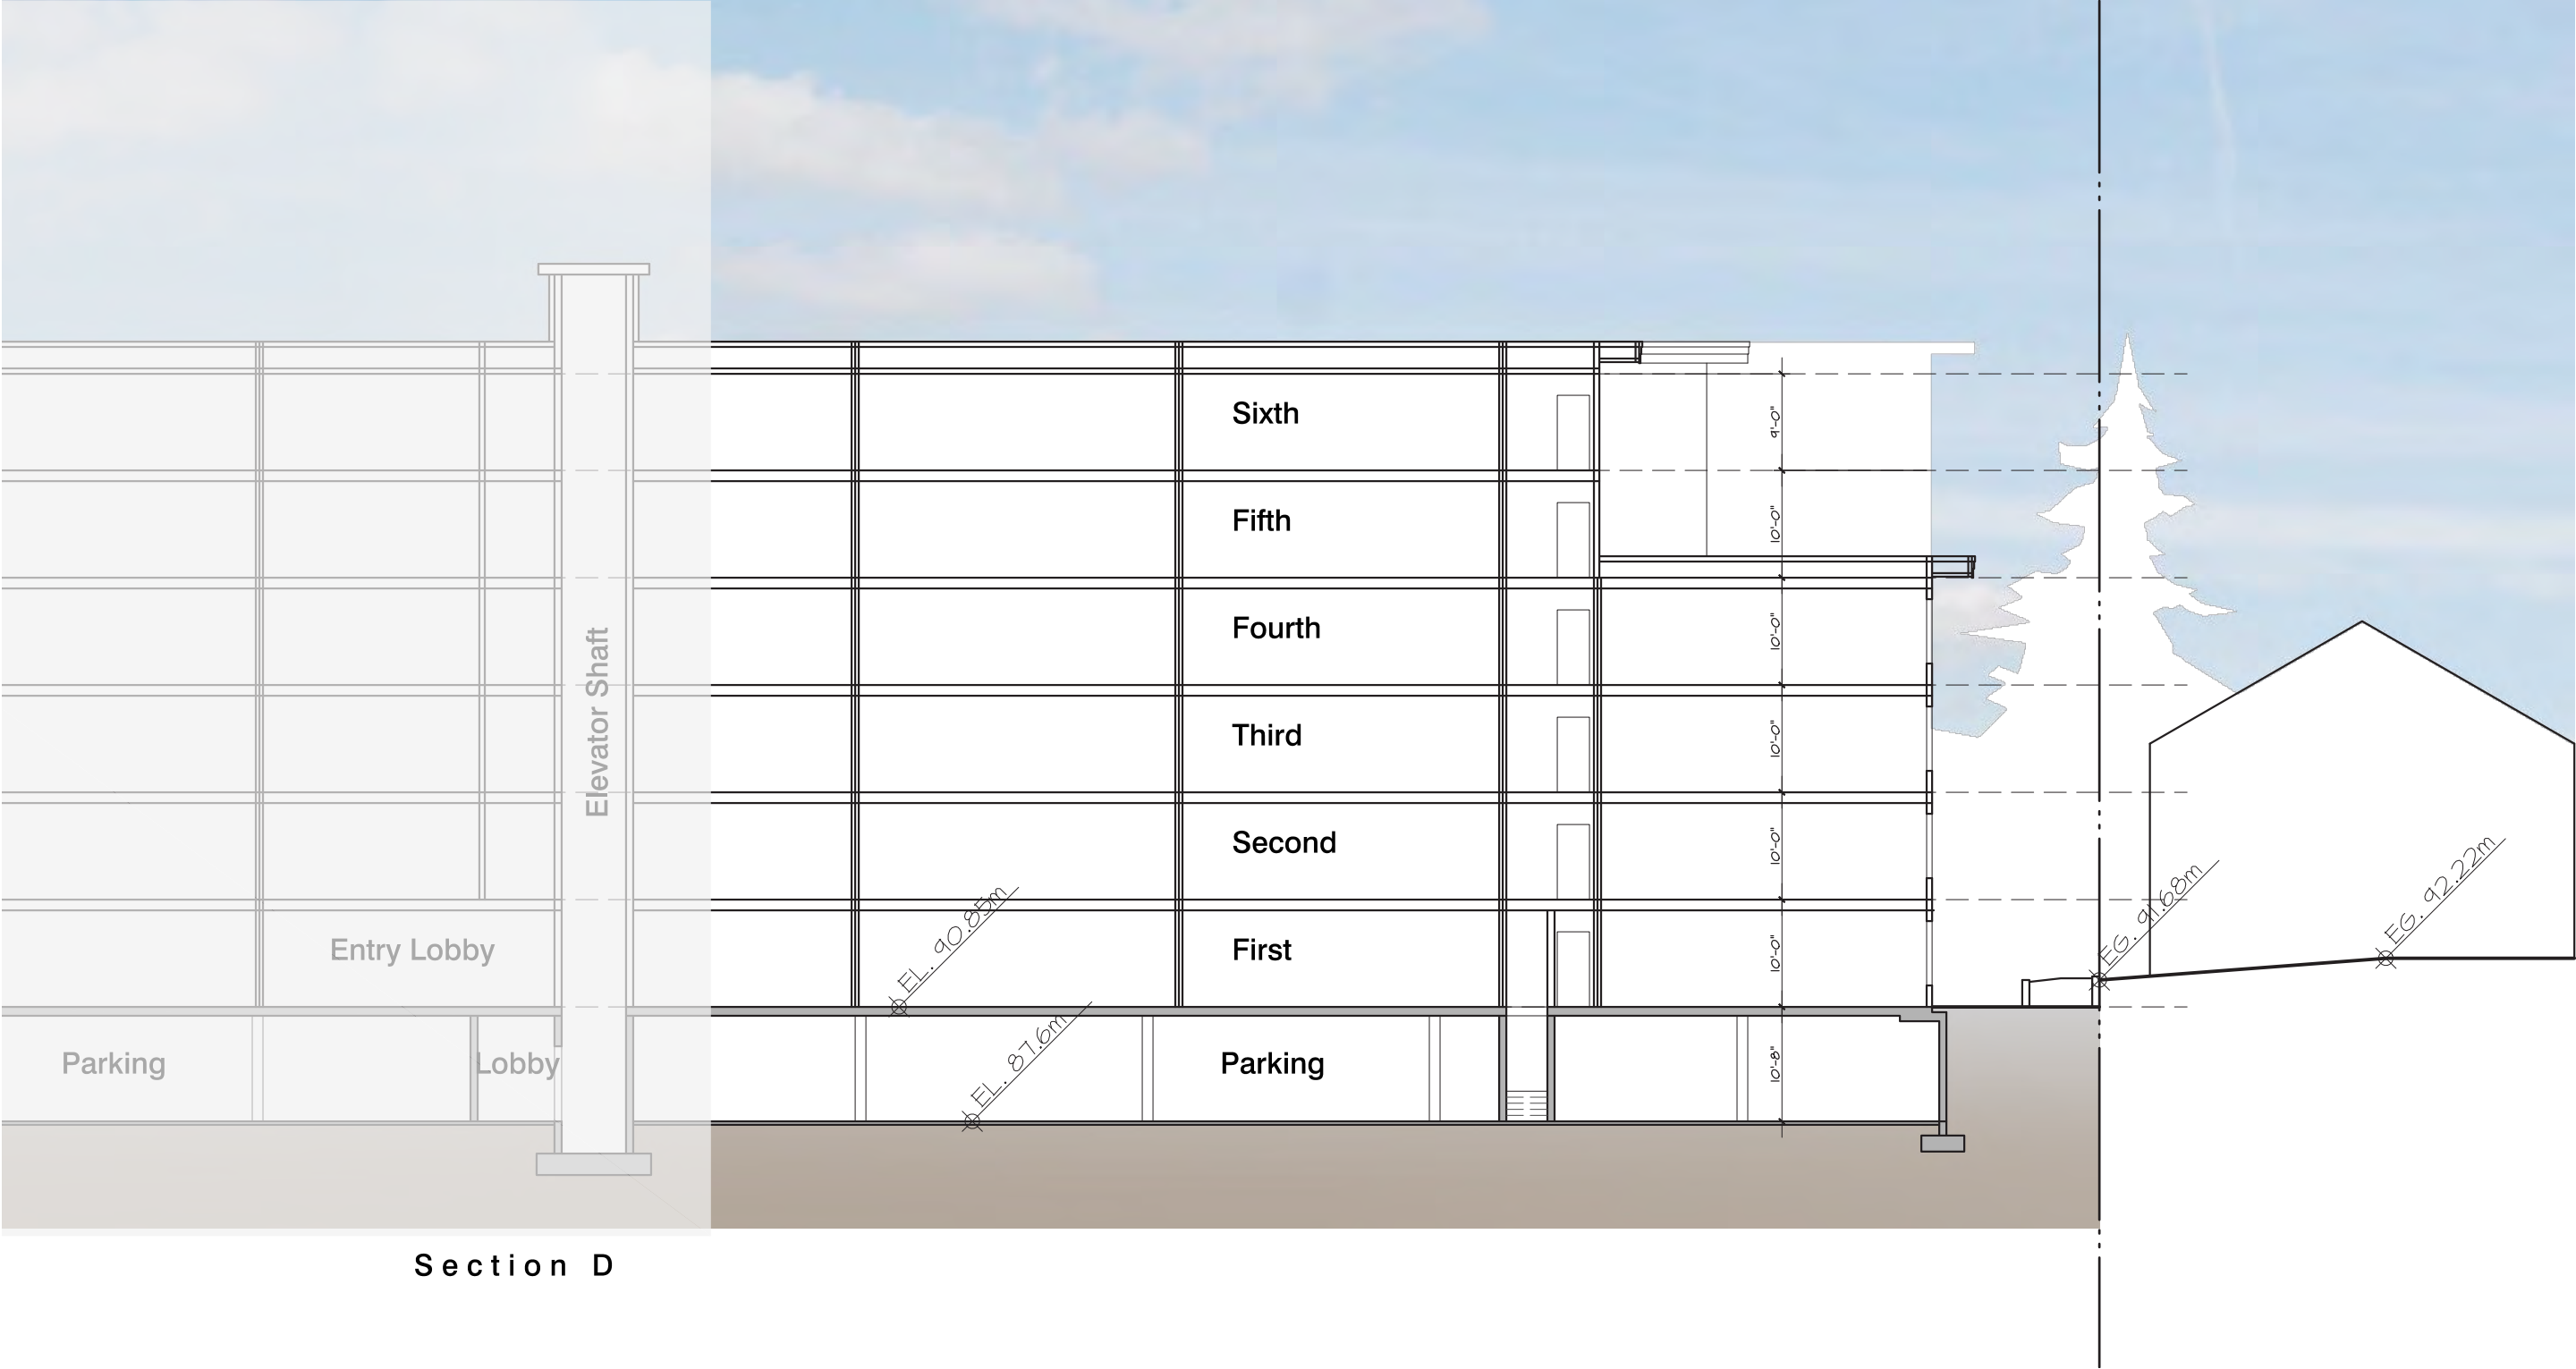 Sixth
9'-0"
Fifth
10'-0"
Elevator Shaft
Fourth
10'-0"
Third
10'-0"
Second
10'-0"
EL. 90.85m
EG. 91.68m
EG. 92.22m
Entry Lobby
First
10'-0"
EL. 87.6m
Parking
Lobby
Parking
10'-8"
Section D